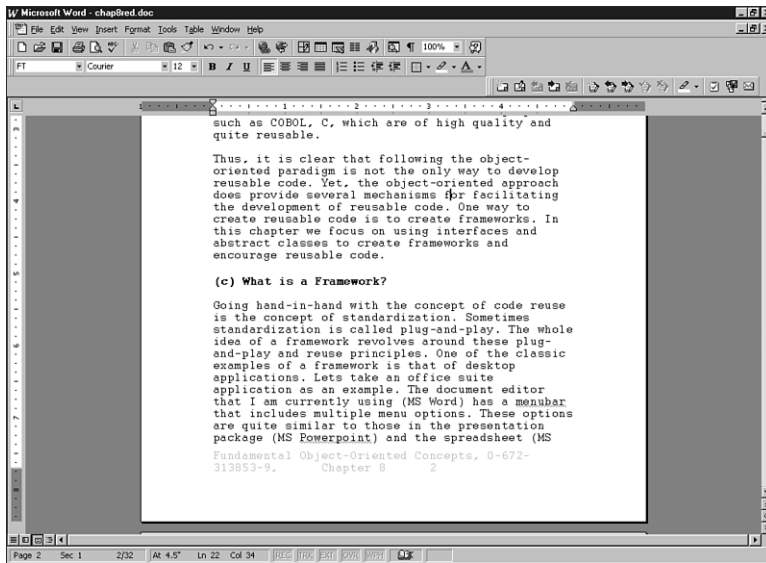 Microsoft Word - chap8red.doc
File Edit View Insert Format Tools Table Window Help
100%
FT Courier 12 B I U A
1 1 2 3 4
such as COBOL, C, which are of high quality and
quite reusable.
Thus, it is clear that following the object-
oriented paradigm is not the only way to develop
reusable code. Yet, the object-oriented approach
does provide several mechanisms for facilitating
the development of reusable code. One way to
create reusable code is to create frameworks. In
this chapter we focus on using interfaces and
abstract classes to create frameworks and
encourage reusable code.
(c) What is a Framework?
Going hand-in-hand with the concept of code reuse
is the concept of standardization. Sometimes
standardization is called plug-and-play. The whole
idea of a framework revolves around these plug-
and-play and reuse principles. One of the classic
examples of a framework is that of desktop
applications. Lets take an office suite
application as an example. The document editor
that I am currently using (MS Word) has a menubar
that includes multiple menu options. These options
are quite similar to those in the presentation
package (MS Powerpoint) and the spreadsheet (MS
Fundamental Object-Oriented Concepts, 0-672-
313853-9, Chapter 8 2
Page 2 Sec 1 2/32 At 4.5" Ln 22 Col 34 REC TRK EXT OVR WPH